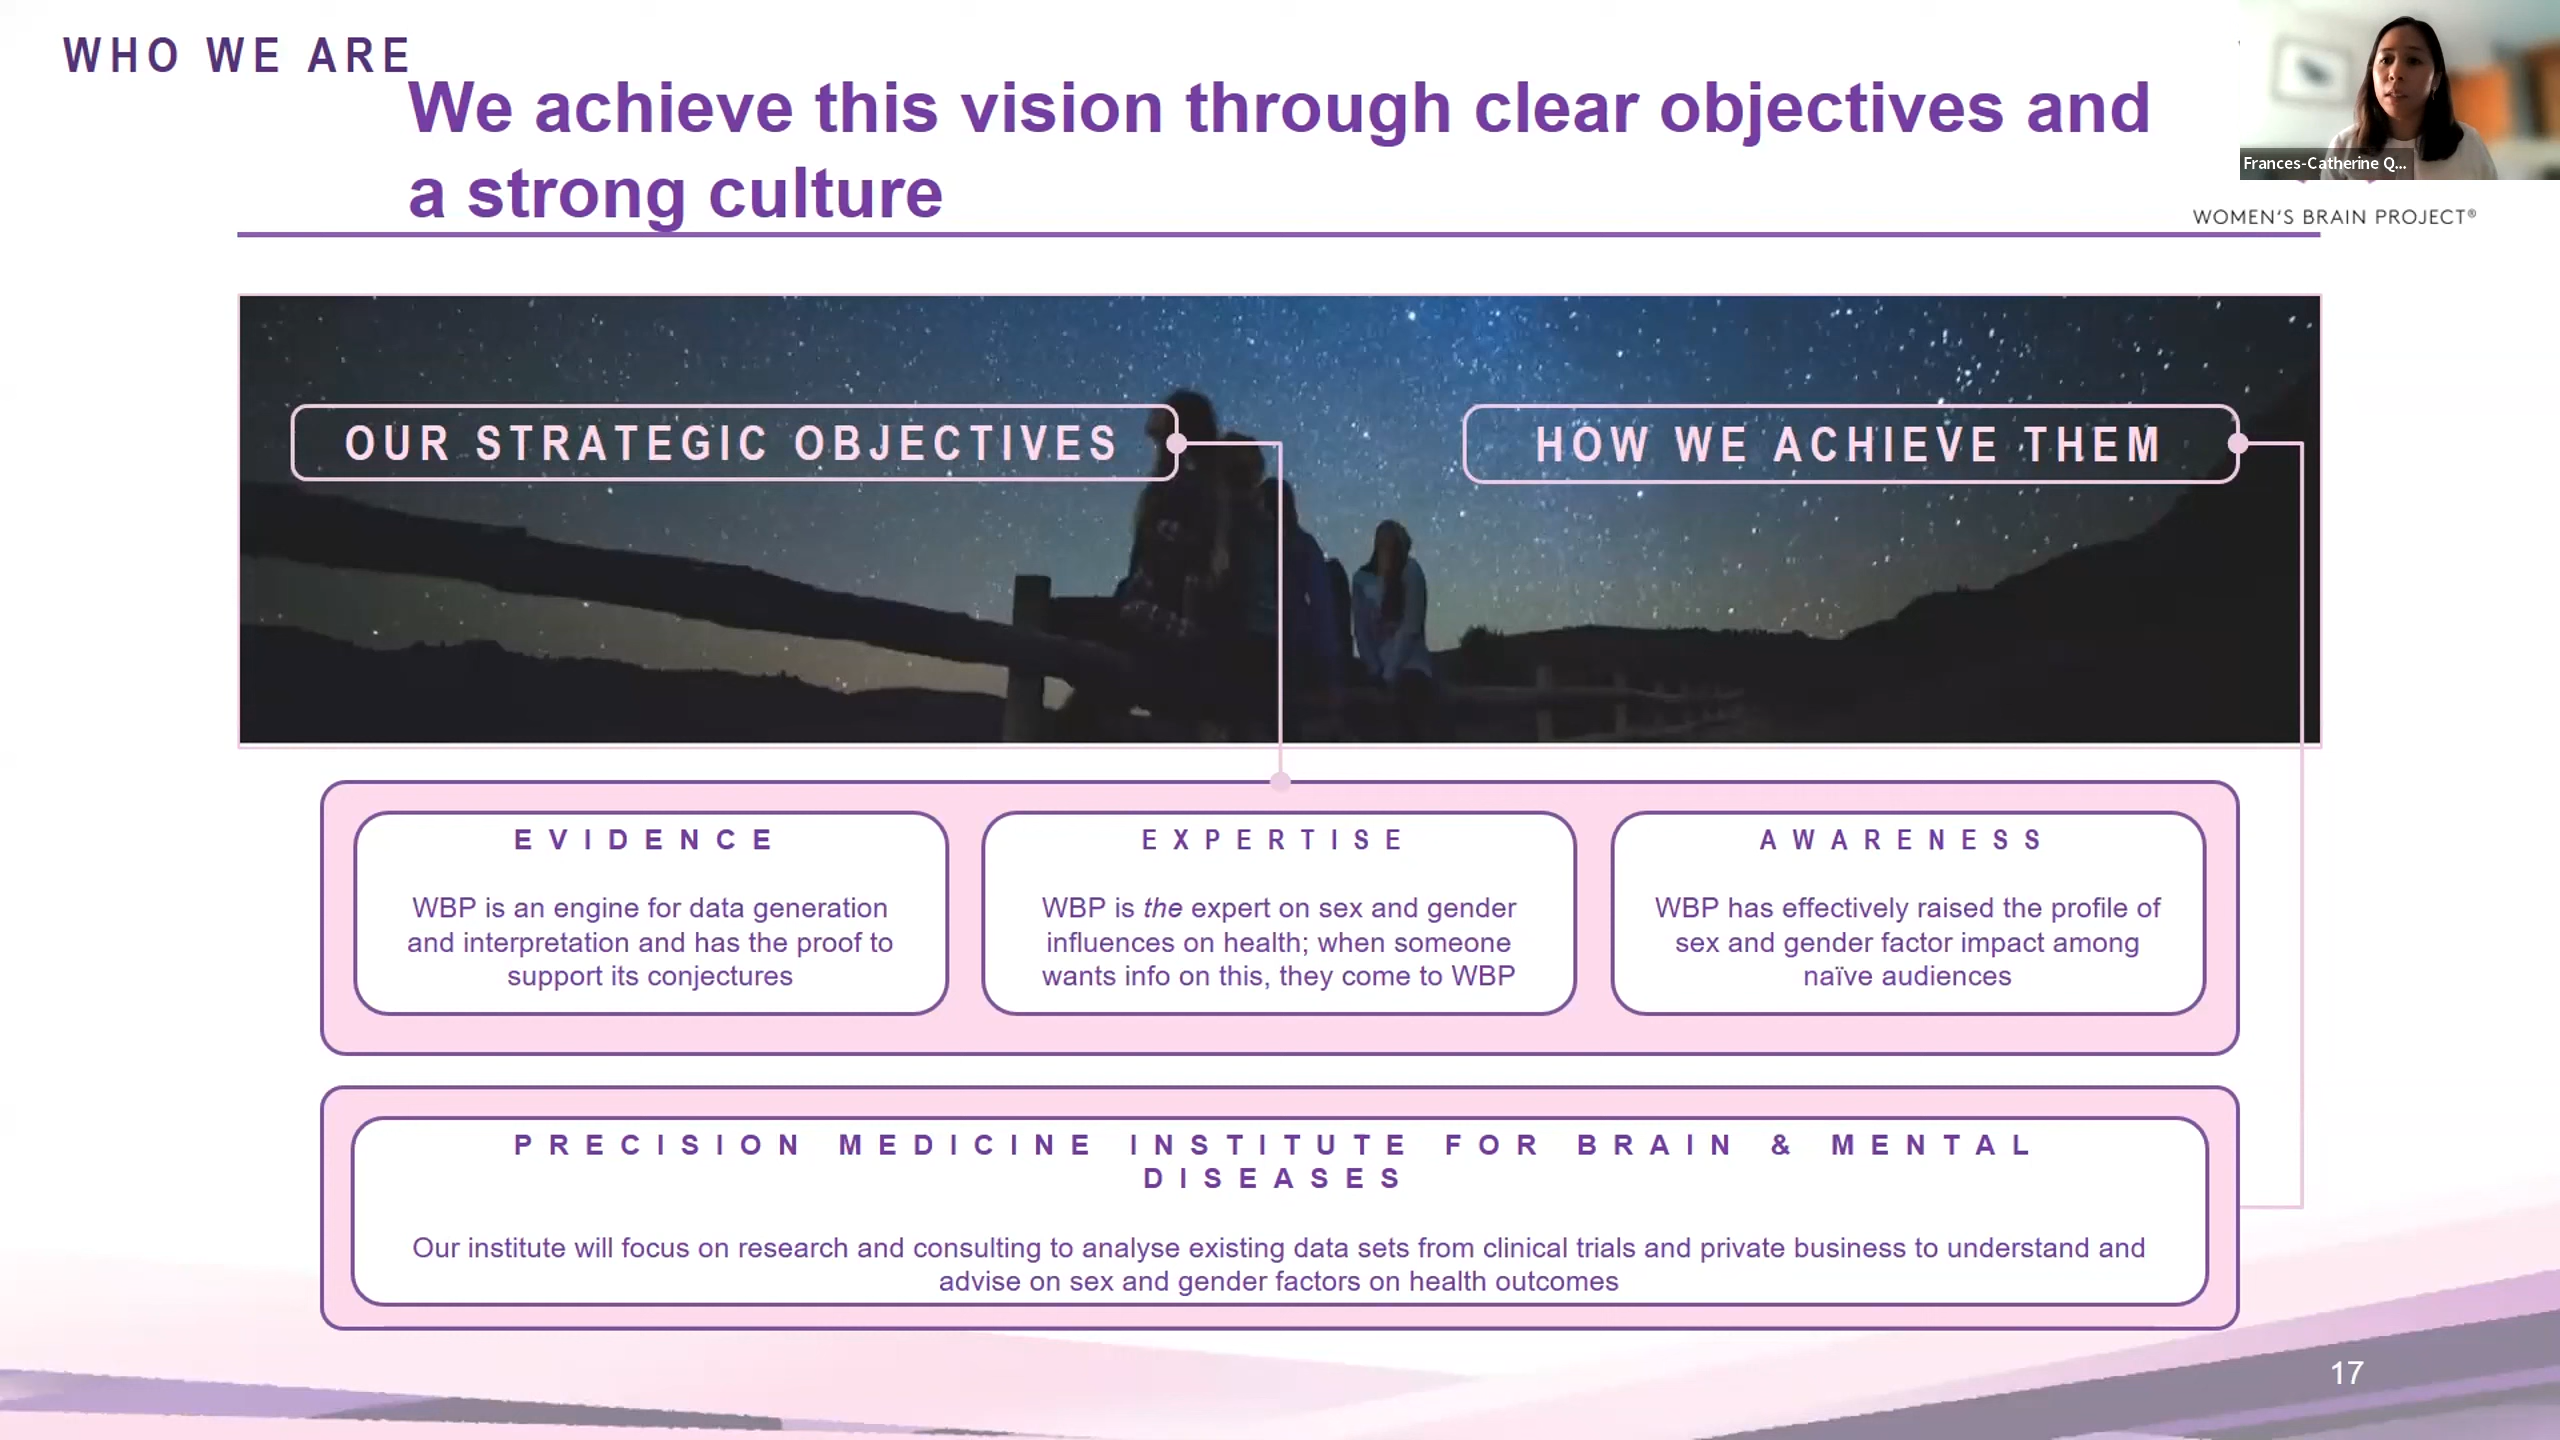 WHO WE ARE
We achieve this vision through clear objectives and
a strong culture
Frances-Catherine Q...
WOMEN'S BRAIN PROJECT®
OUR STRATEGIC OBJECTIVES
HOW WE ACHIEVE THEM
EVIDENCE
WBP is an engine for data generation
and interpretation and has the proof to
support its conjectures
EXPERTISE
WBP is the expert on sex and gender
influences on health; when someone
wants info on this, they come to WBP
AWARENESS
WBP has effectively raised the profile of
sex and gender factor impact among
naïve audiences
PRECISION MEDICINE INSTITUTE FOR BRAIN & MENTAL
DISEASES
Our institute will focus on research and consulting to analyse existing data sets from clinical trials and private business to understand and
advise on sex and gender factors on health outcomes
17